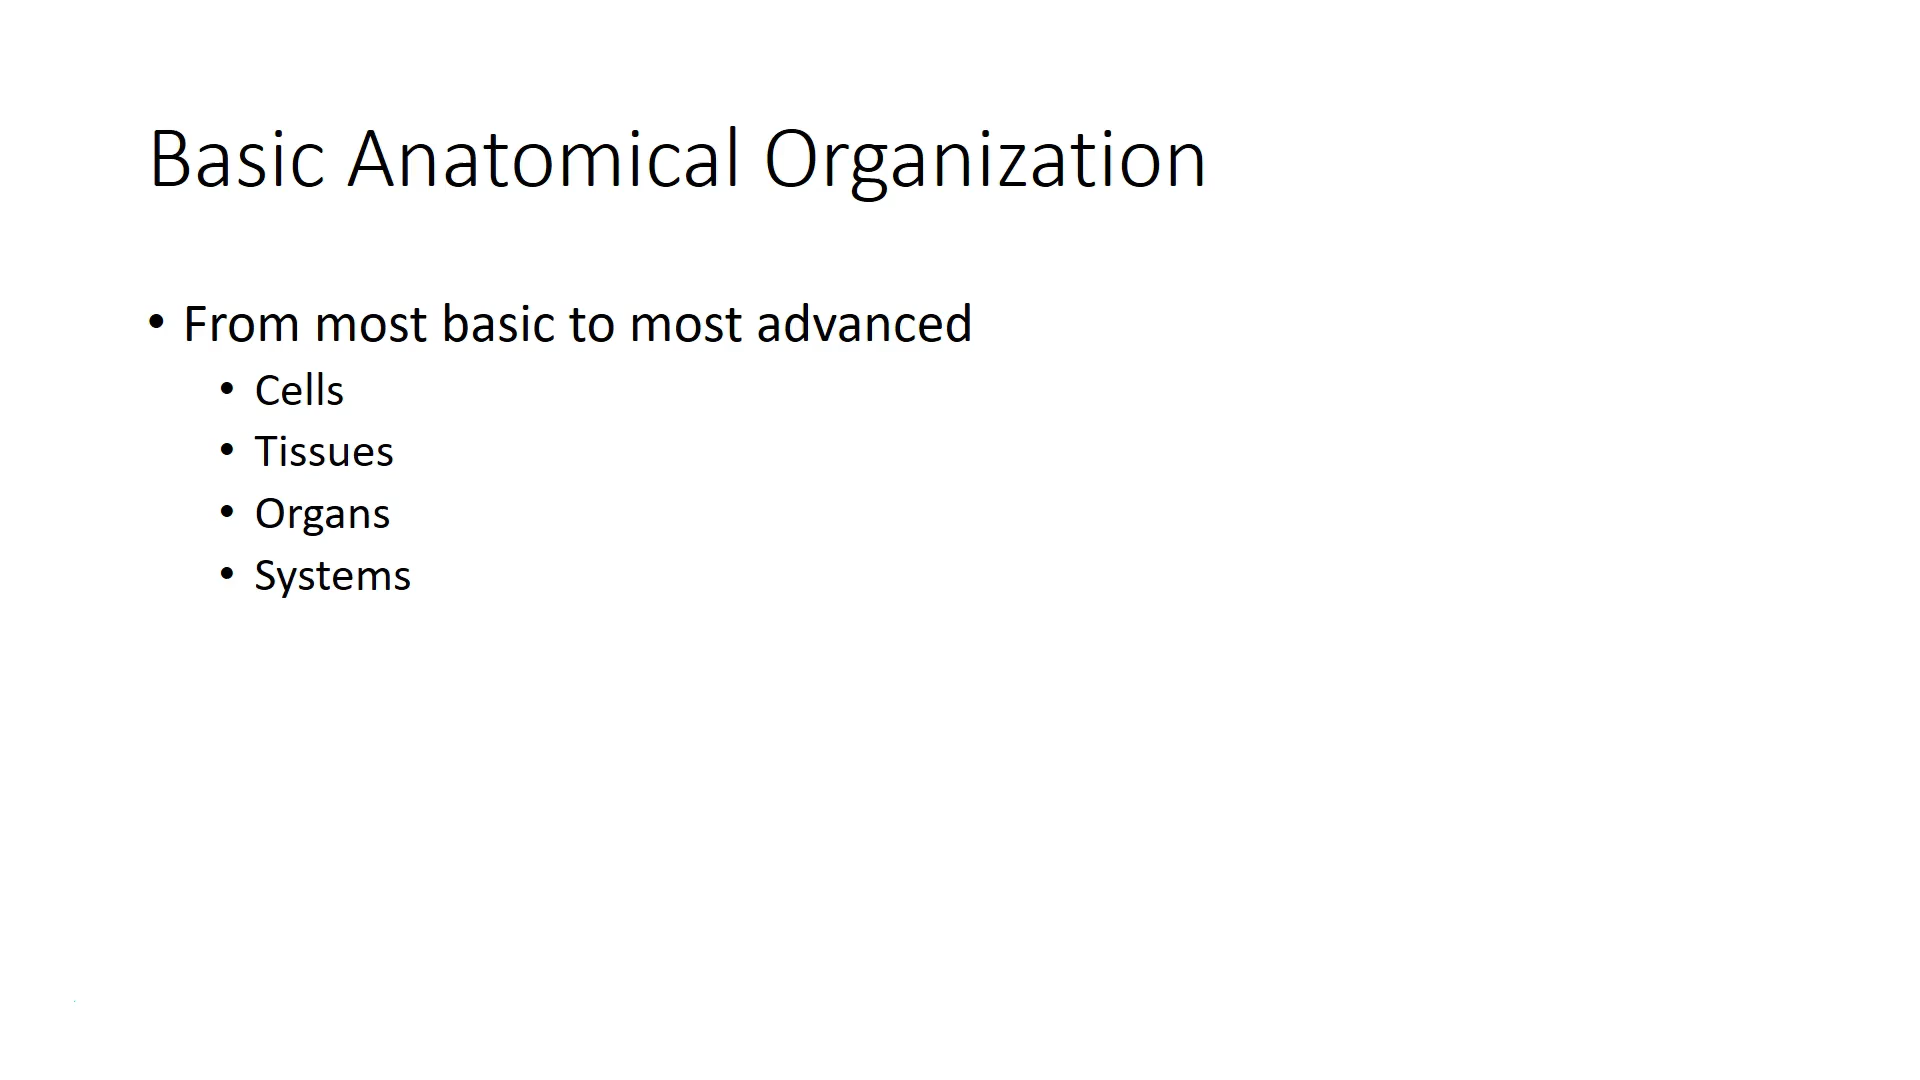 Basic Anatomical Organization
• From most basic to most advanced
• Cells
• Tissues
• Organs
• Systems